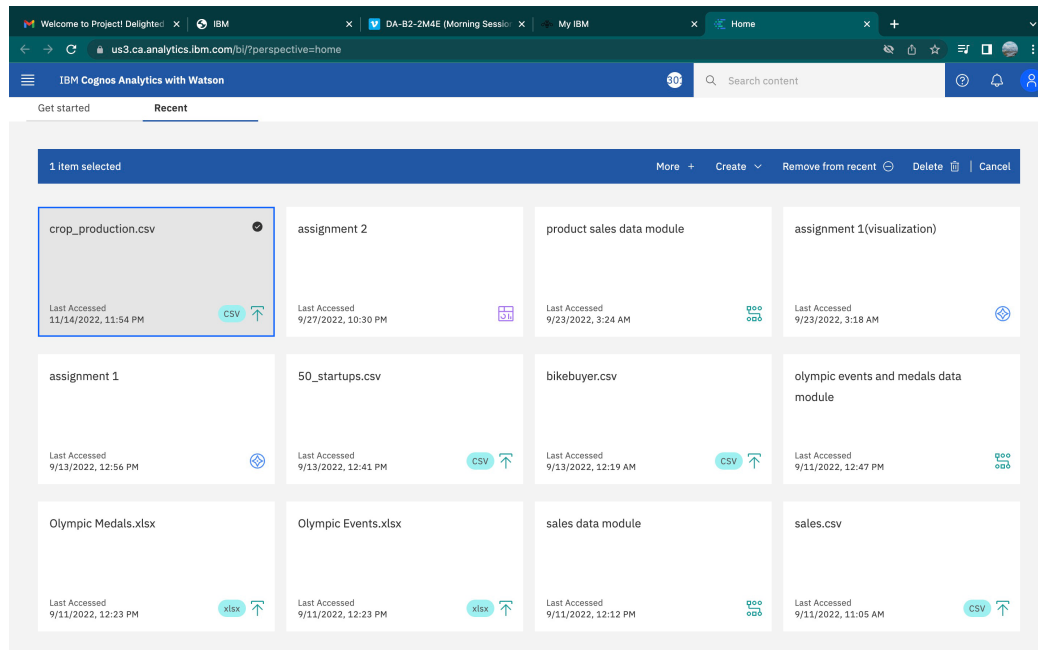 Welcome to Project! Delighted
IBM
DA-B2-2M4E (Morning Session
My IBM
Home
us3.ca.analytics.ibm.com/bi/?perspective=home
IBM Cognos Analytics with Watson
Search content
Get started
Recent
1 item selected
More +
Create
Remove from recent
Delete
Cancel
crop_production.csv
Last Accessed
11/14/2022, 11:54 PM
CSV
assignment 2
Last Accessed
9/27/2022, 10:30 PM
product sales data module
Last Accessed
9/23/2022, 3:24 AM
assignment 1(visualization)
Last Accessed
9/23/2022, 3:18 AM
assignment 1
Last Accessed
9/13/2022, 12:56 PM
50_startups.csv
Last Accessed
9/13/2022, 12:41 PM
CSV
bikebuyer.csv
Last Accessed
9/13/2022, 12:19 AM
CSV
olympic events and medals data
module
Last Accessed
9/11/2022, 12:47 PM
Olympic Medals.xlsx
Last Accessed
9/11/2022, 12:23 PM
xlsx
Olympic Events.xlsx
Last Accessed
9/11/2022, 12:23 PM
xlsx
sales data module
Last Accessed
9/11/2022, 12:12 PM
sales.csv
Last Accessed
9/11/2022, 11:05 AM
CSV